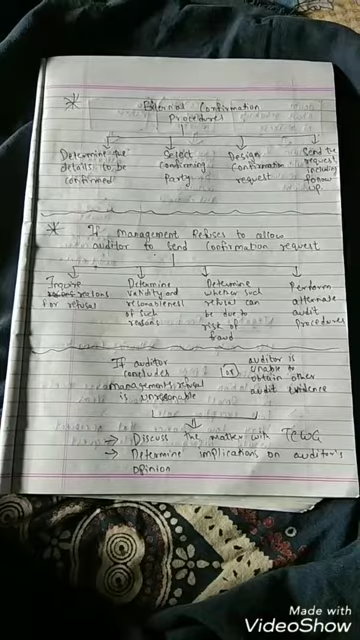 * External Confirmation
Procedures
Determine the
details to be
confirmed
Select
confirming
Party
Design
Confirmation
request
Send the
request
including
follow
up
* If Management Refuses to allow
auditor to send confirmation request
Inquire
reasons
for refusal
Determine
validity and
reasonableness
of such
reasons
Determine
whether such
refusal can
be due to
risk of
fraud
Perform
alternate
audit
Procedures
If auditor
concludes
managements refusal
is unreasonable
or
auditor is
unable to
obtain other
audit evidence
→ Discuss the matter with TCWG
→ Determine implications on auditor's
opinion
Made with
VideoShow